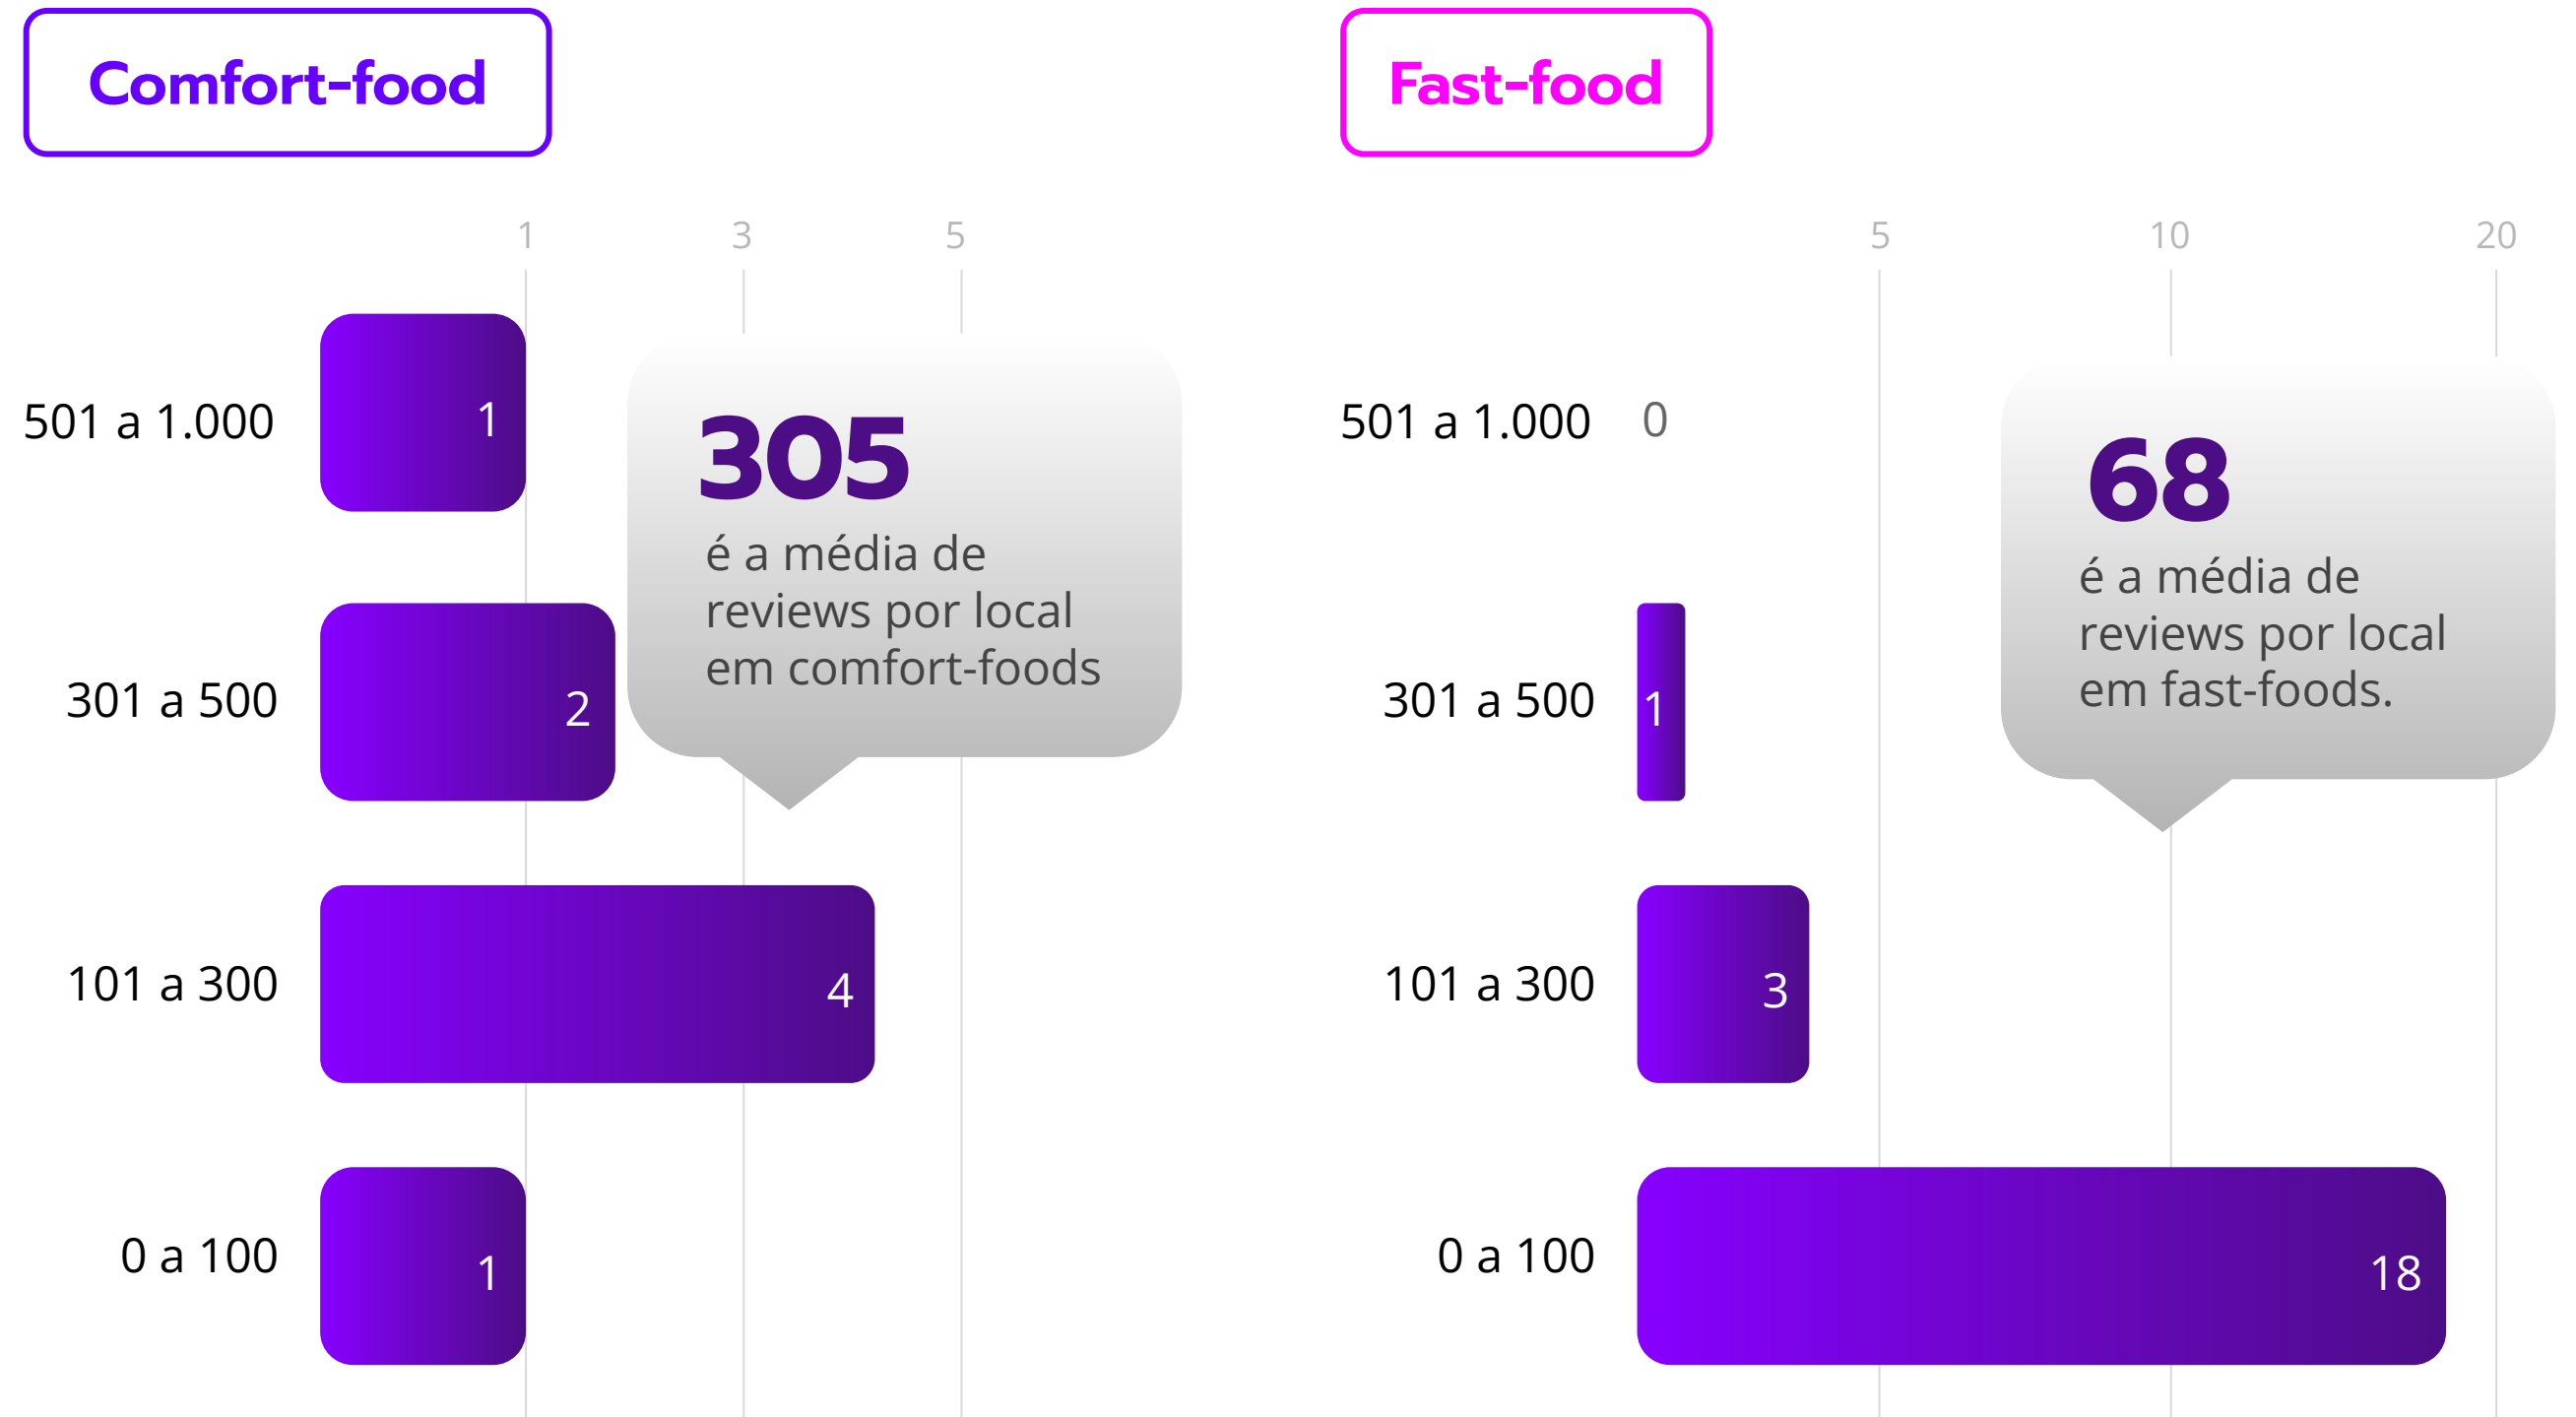 Comfort-food
1 3 5
501 a 1.000 1
305
é a média de
reviews por local
em comfort-foods
301 a 500 2
101 a 300 4
0 a 100 1
Fast-food
5 10 20
501 a 1.000 0
68
é a média de
reviews por local
em fast-foods.
301 a 500 1
101 a 300 3
0 a 100 18